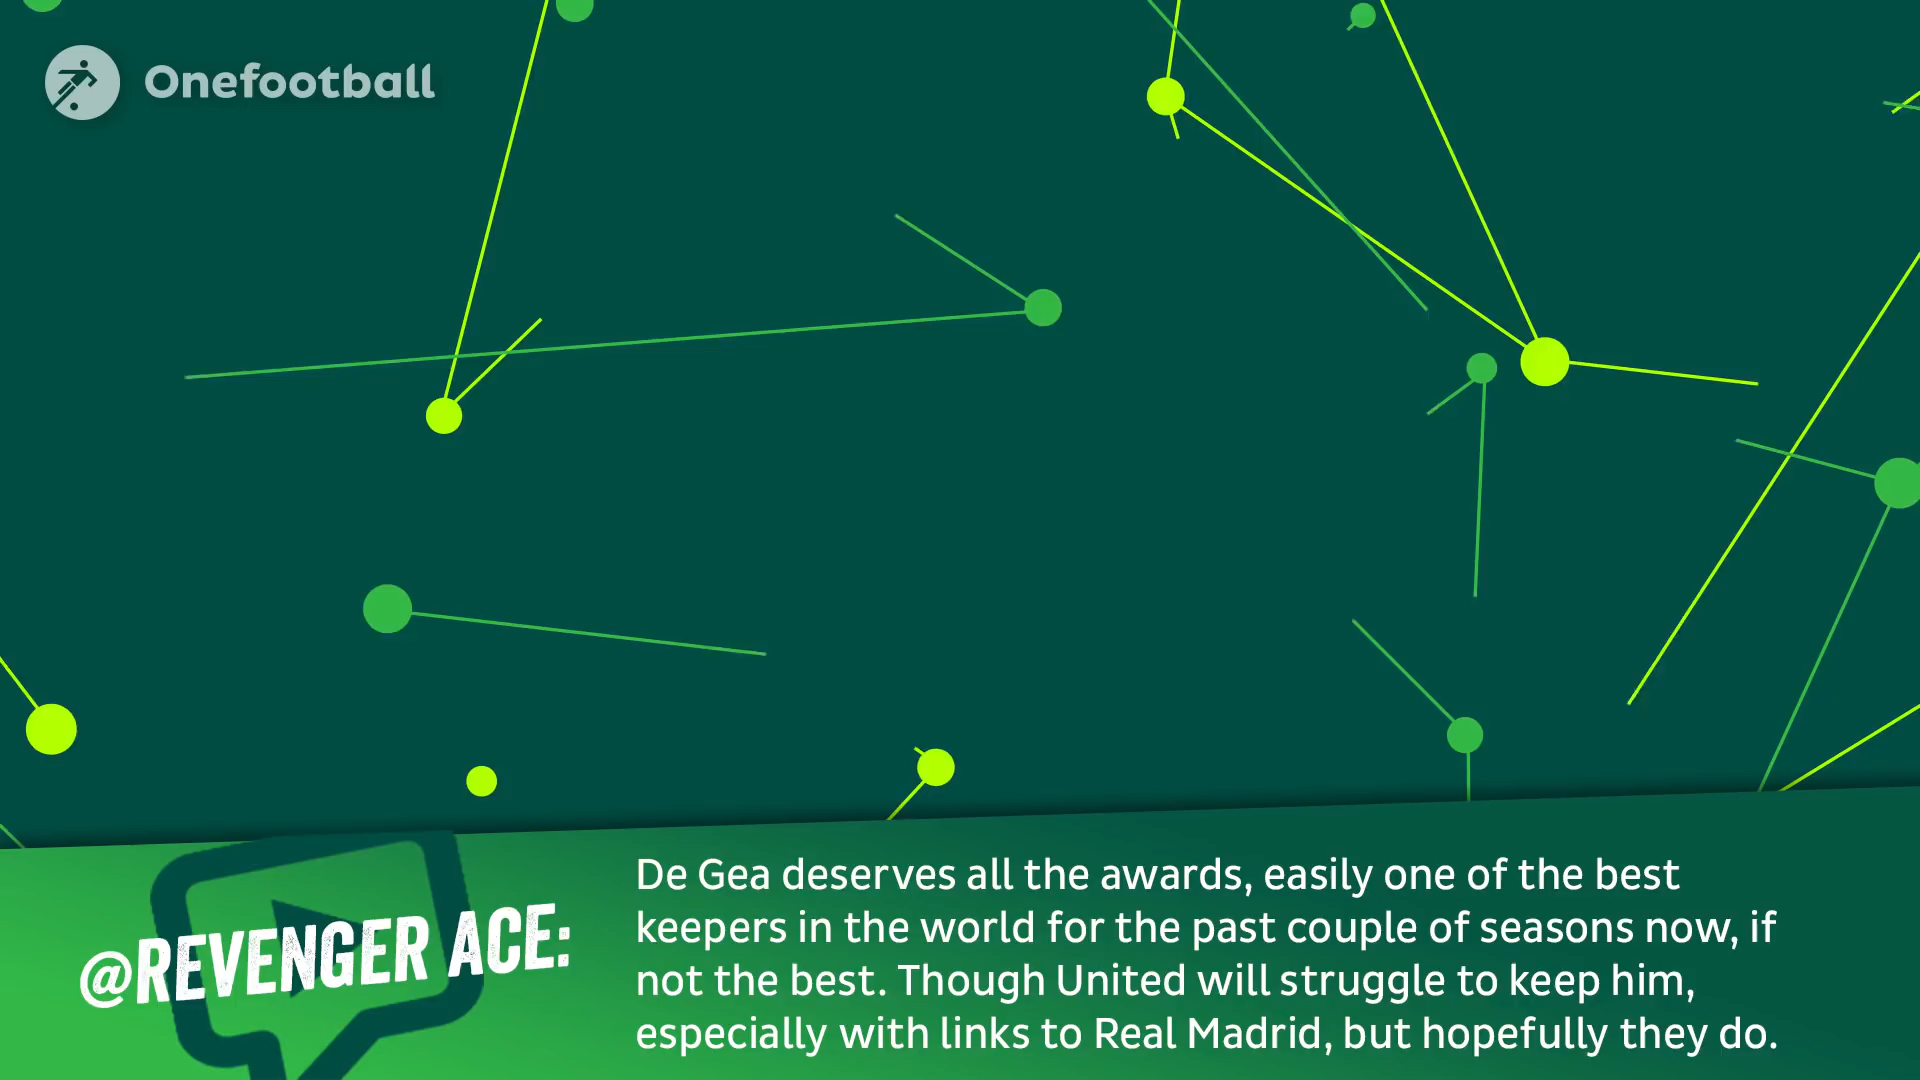 Onefootball
@REVENGER ACE:
De Gea deserves all the awards, easily one of the best
keepers in the world for the past couple of seasons now, if
not the best. Though United will struggle to keep him,
especially with links to Real Madrid, but hopefully they do.